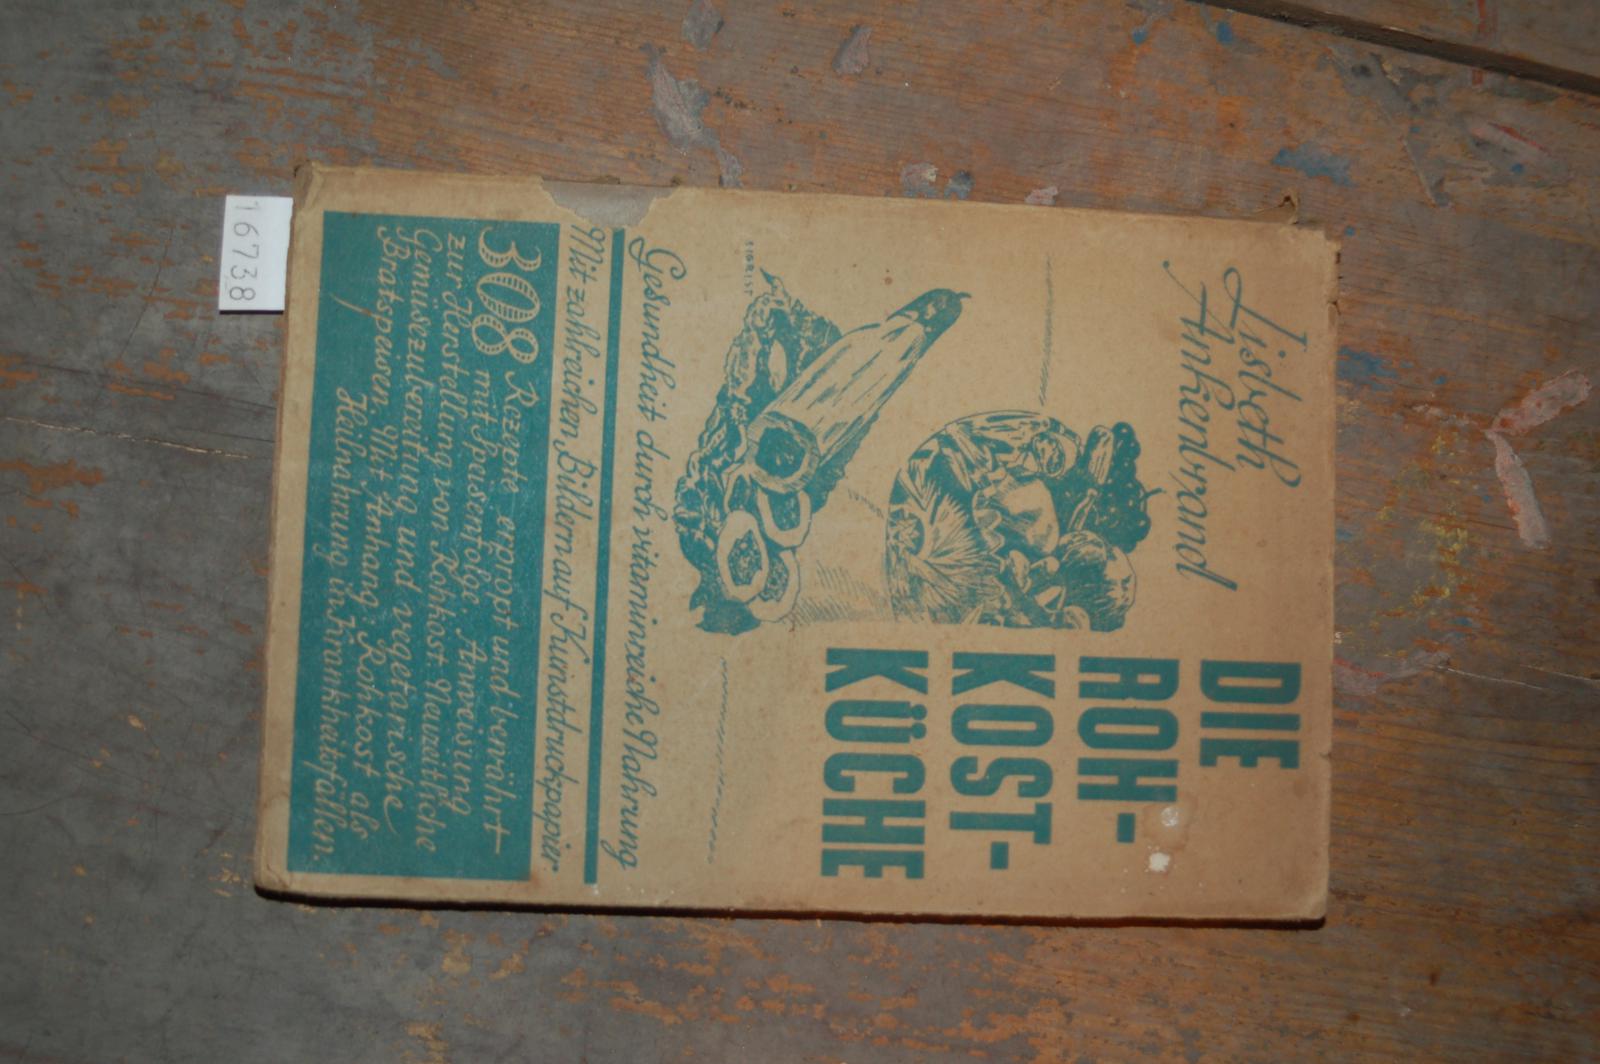 Lisbeth
Ankenbrand
DIE
ROH-
KOST-
KÜCHE
SIGRIST
Gesundheit durch vitaminreiche Nahrung
Mit zahlreichen Bildern auf Kunstdruckpapier
308 Rezepte erpropt und bewährt
mit Speisenfolge. Anweisung
zur Herstellung von Rohkost. Neuzeitliche
Gemüsezubereitung und vegetarische
Bratspeisen. Mit Anhang: Rohkost als
Heilnahrung in Krankheitsfällen.
16738